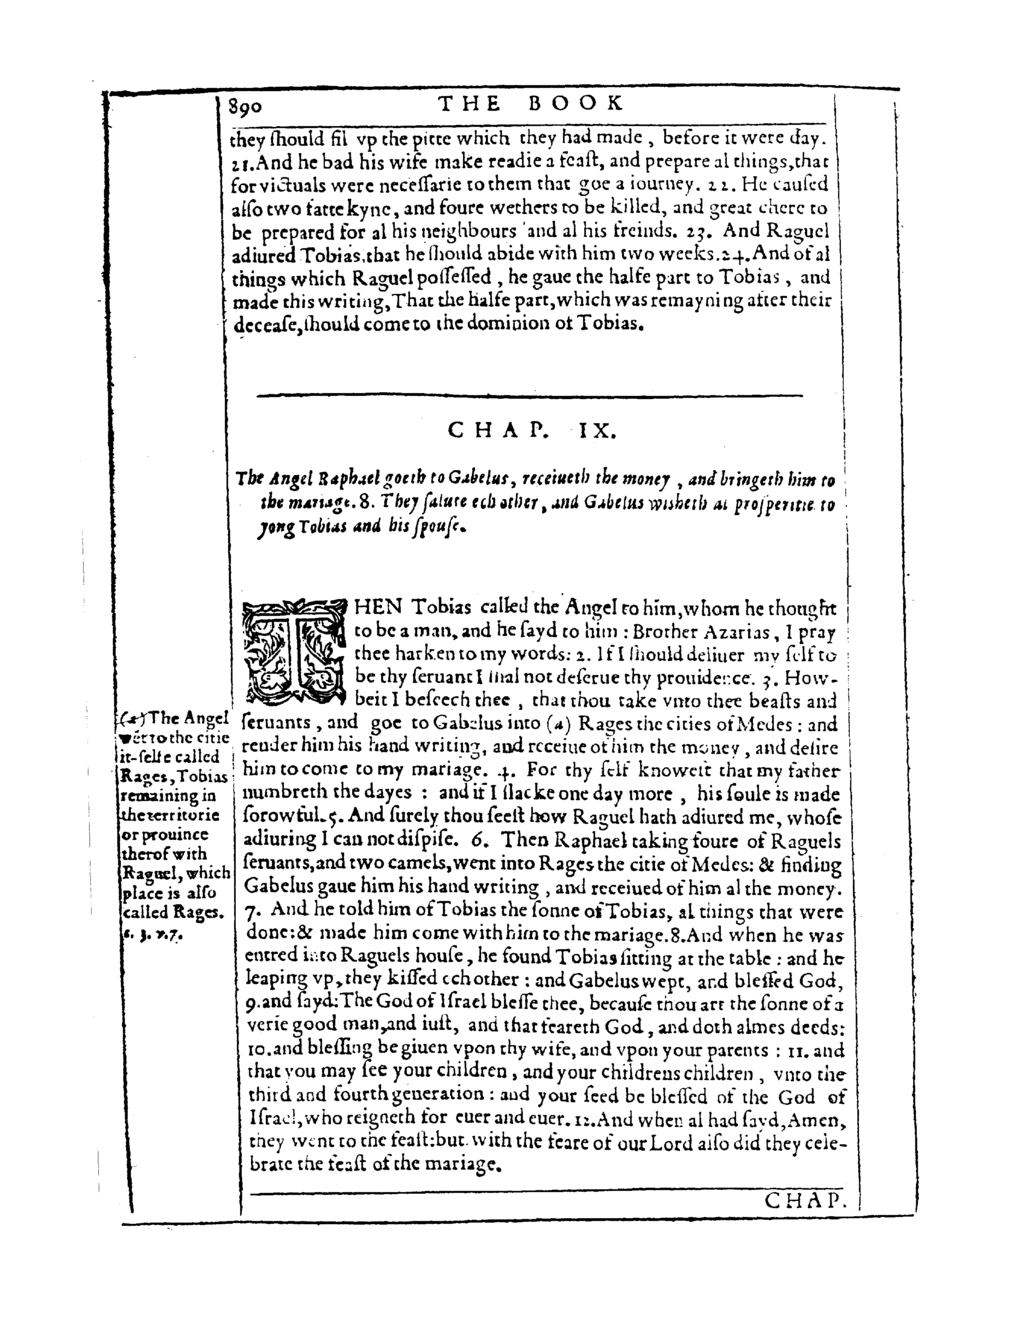 890 THE BOOK
they ſhould fil vp the pitte which they had made , before it were day.
21.And he bad his wife make readie a feaſt, and prepare al things,that
for victuals were neceſſarie to them that goe a iourney. 22. He cauſed
alſo two fatte kyne, and foure wethers to be killed, and great chere to
be prepared for al his neighbours and al his freinds. 23. And Raguel
adiured Tobias,that he ſhould abide with him two weeks.24.And of al
things which Raguel poſſeſſed , he gaue the halfe part to Tobias , and
made this writing,That the halfe part,which was remayning after their
deceaſe,ſhould come to the dominion of Tobias.
CHAP. IX.
The Angel Raphael goeth to Gabelus, receiueth the money , and bringeth him to
the mariage. 8. They ſalute ech other, and Gabelus wisheth al proſperitie to
yong Tobias and his ſpouſe.
THEN Tobias called the Angel to him,whom he thought
to be a man, and he ſayd to him : Brother Azarias, I pray
thee harken to my words: 2. If I ſhould deliuer my ſelf to
be thy ſeruant I ſhal not deſerue thy prouidence. 3. How-
beit I beſeech thee , that thou take vnto thee beaſts and
ſeruants , and goe to Gabelus into (a) Rages the cities of Medes : and
render him his hand writing, and receiue of him the money , and deſire
him to come to my mariage. 4. For thy ſelf knoweſt that my father
numbreth the dayes : and if I ſlacke one day more , his ſoule is made
ſorowful. 5. And ſurely thou ſeeſt how Raguel hath adiured me, whoſe
adiuring I can not diſpiſe. 6. Then Raphael taking foure of Raguels
ſeruants,and two camels,went into Rages the citie of Medes: & finding
Gabelus gaue him his hand writing , and receiued of him al the money.
7. And he told him of Tobias the ſonne of Tobias, al things that were
done:& made him come with him to the mariage.8.And when he was
entred into Raguels houſe , he found Tobias ſitting at the table : and he
leaping vp,they kiſſed ech other : and Gabelus wept, and bleſſed God,
9.and ſayd:The God of Iſrael bleſſe thee, becauſe thou art the ſonne of a
verie good man,and iuſt, and that feareth God , and doth almes deeds:
10.and bleſſing be giuen vpon thy wife, and vpon your parents : 11. and
that you may ſee your children , and your childrens children , vnto the
third and fourth generation : and your ſeed be bleſſed of the God of
Iſrael,who reigneth for euer and euer. 12.And when al had ſayd,Amen,
they went to the feaſt:but with the feare of our Lord alſo did they cele-
brate the feaſt of the mariage.
(a) The Angel
wēt to the citie
it-ſelfe called
Rages,Tobias
remaining in
the territorie
or prouince
therof with
Raguel, which
place is alſo
called Rages.
c. 3. v.7.
CHAP.